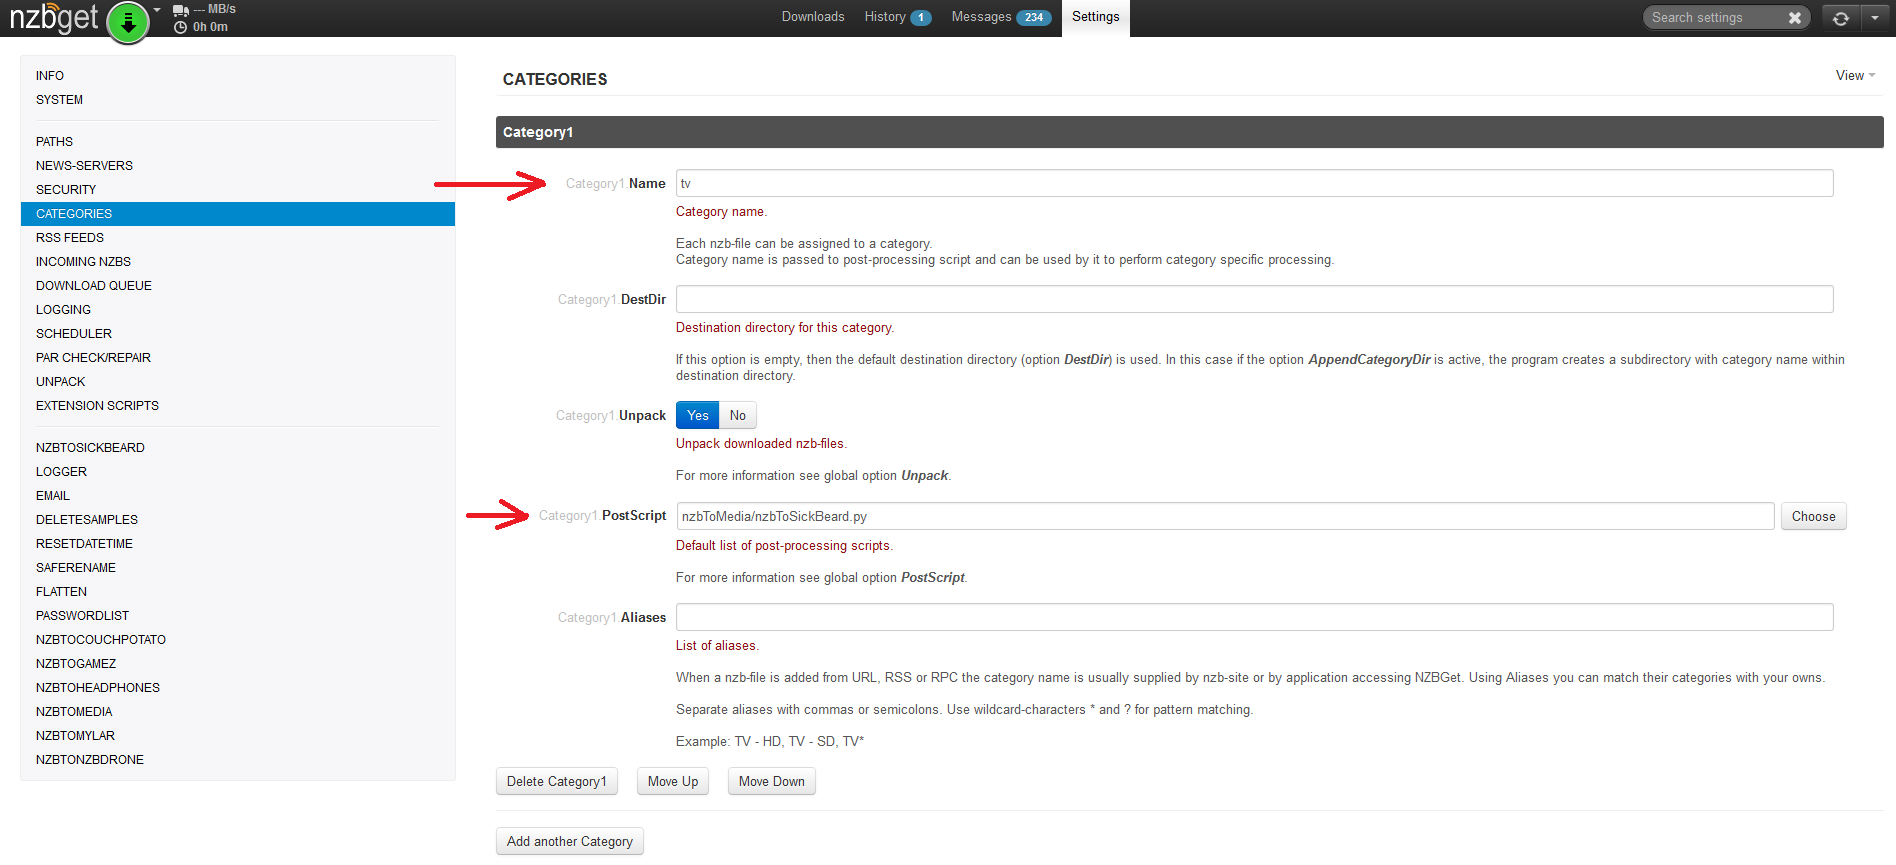 nzbget
--- MB/s
0h 0m
Downloads
History 1
Messages 234
Settings
Search settings
INFO
SYSTEM
PATHS
NEWS-SERVERS
SECURITY
CATEGORIES
RSS FEEDS
INCOMING NZBS
DOWNLOAD QUEUE
LOGGING
SCHEDULER
PAR CHECK/REPAIR
UNPACK
EXTENSION SCRIPTS
NZBTOSICKBEARD
LOGGER
EMAIL
DELETESAMPLES
RESETDATETIME
SAFERENAME
FLATTEN
PASSWORDLIST
NZBTOCOUCHPOTATO
NZBTOGAMEZ
NZBTOHEADPHONES
NZBTOMEDIA
NZBTOMYLAR
NZBTONZBDRONE
CATEGORIES
View
Category1
Category1.Name tv
Category name.
Each nzb-file can be assigned to a category.
Category name is passed to post-processing script and can be used by it to perform category specific processing.
Category1.DestDir
Destination directory for this category.
If this option is empty, then the default destination directory (option DestDir) is used. In this case if the option AppendCategoryDir is active, the program creates a subdirectory with category name within
destination directory.
Category1.Unpack Yes No
Unpack downloaded nzb-files.
For more information see global option Unpack.
Category1.PostScript nzbToMedia/nzbToSickBeard.py Choose
Default list of post-processing scripts.
For more information see global option PostScript.
Category1.Aliases
List of aliases.
When a nzb-file is added from URL, RSS or RPC the category name is usually supplied by nzb-site or by application accessing NZBGet. Using Aliases you can match their categories with your owns.
Separate aliases with commas or semicolons. Use wildcard-characters * and ? for pattern matching.
Example: TV - HD, TV - SD, TV*
Delete Category1 Move Up Move Down
Add another Category